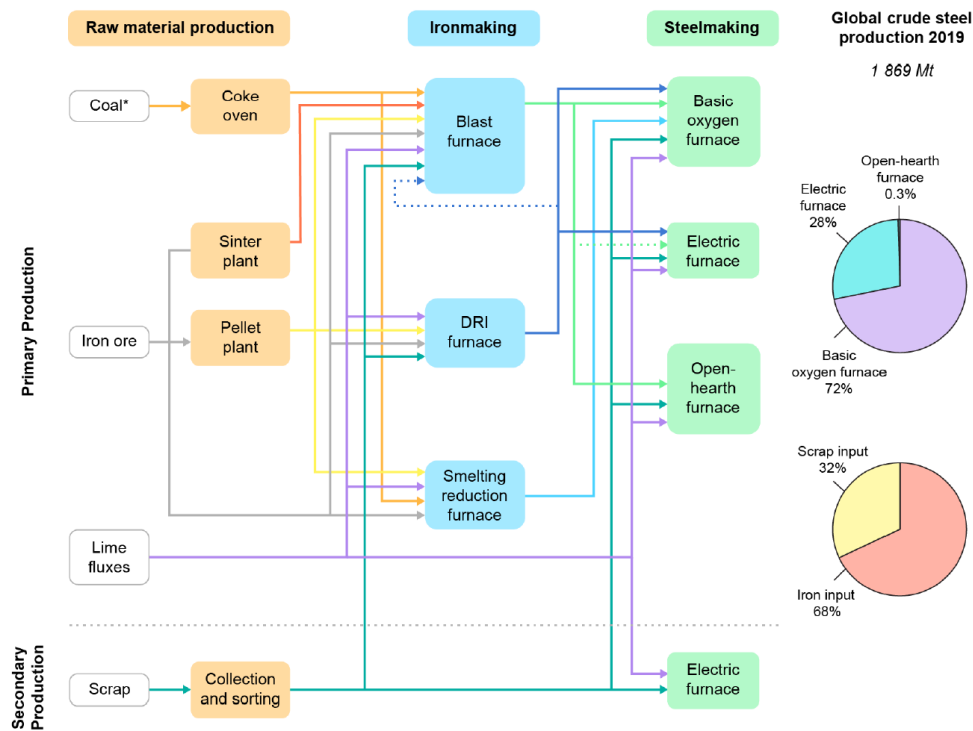 Raw material production
Ironmaking
Steelmaking
Global crude steel
production 2019
1 869 Mt
Primary Production
Coal*
Coke
oven
Blast
furnace
Basic
oxygen
furnace
Open-hearth
furnace
0.3%
Electric
furnace
28%
Sinter
plant
Electric
furnace
Iron ore
Pellet
plant
DRI
furnace
Open-
hearth
furnace
Basic
oxygen furnace
72%
Smelting
reduction
furnace
Scrap input
32%
Lime
fluxes
Iron input
68%
Secondary
Production
Scrap
Collection
and sorting
Electric
furnace